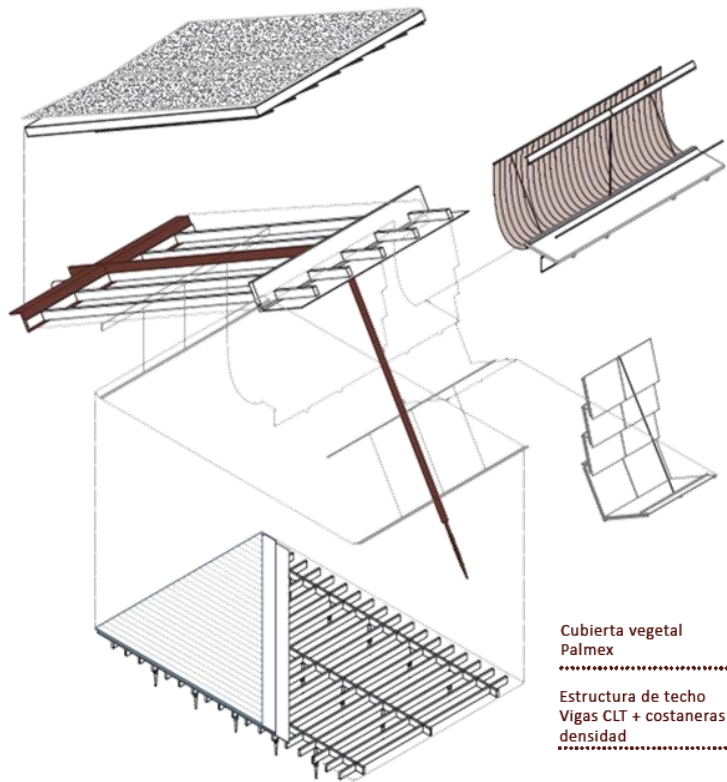 Cubierta vegetal
Palmex
Estructura de techo
Vigas CLT + costaneras
densidad